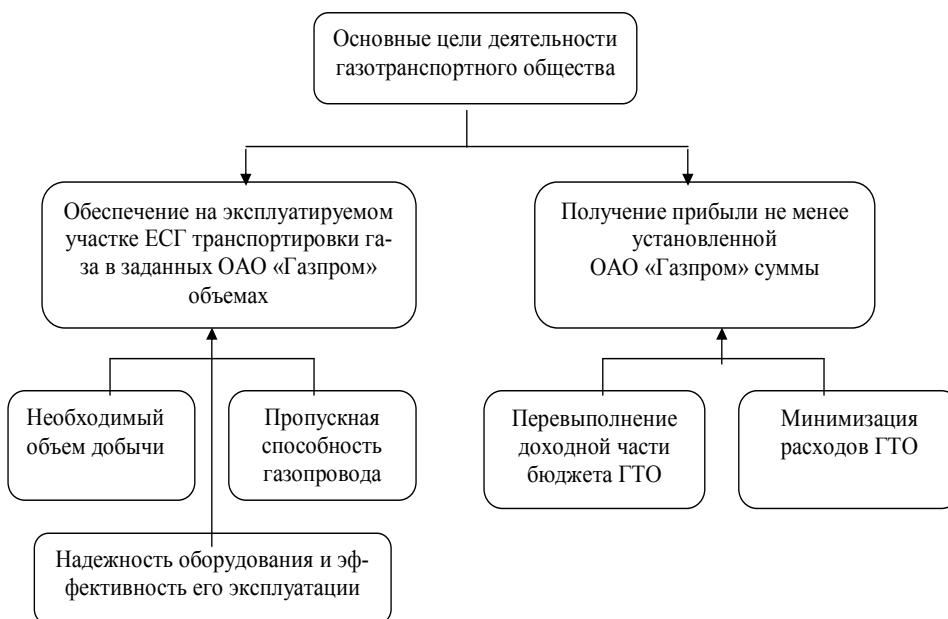 Основные цели деятельности
газотранспортного общества
Обеспечение на эксплуатируемом
участке ЕСГ транспортировки га-
за в заданных ОАО «Газпром»
объемах
Получение прибыли не менее
установленной
ОАО «Газпром» суммы
Необходимый
объем добычи
Пропускная
способность
газопровода
Перевыполнение
доходной части
бюджета ГТО
Минимизация
расходов ГТО
Надежность оборудования и эф-
фективность его эксплуатации